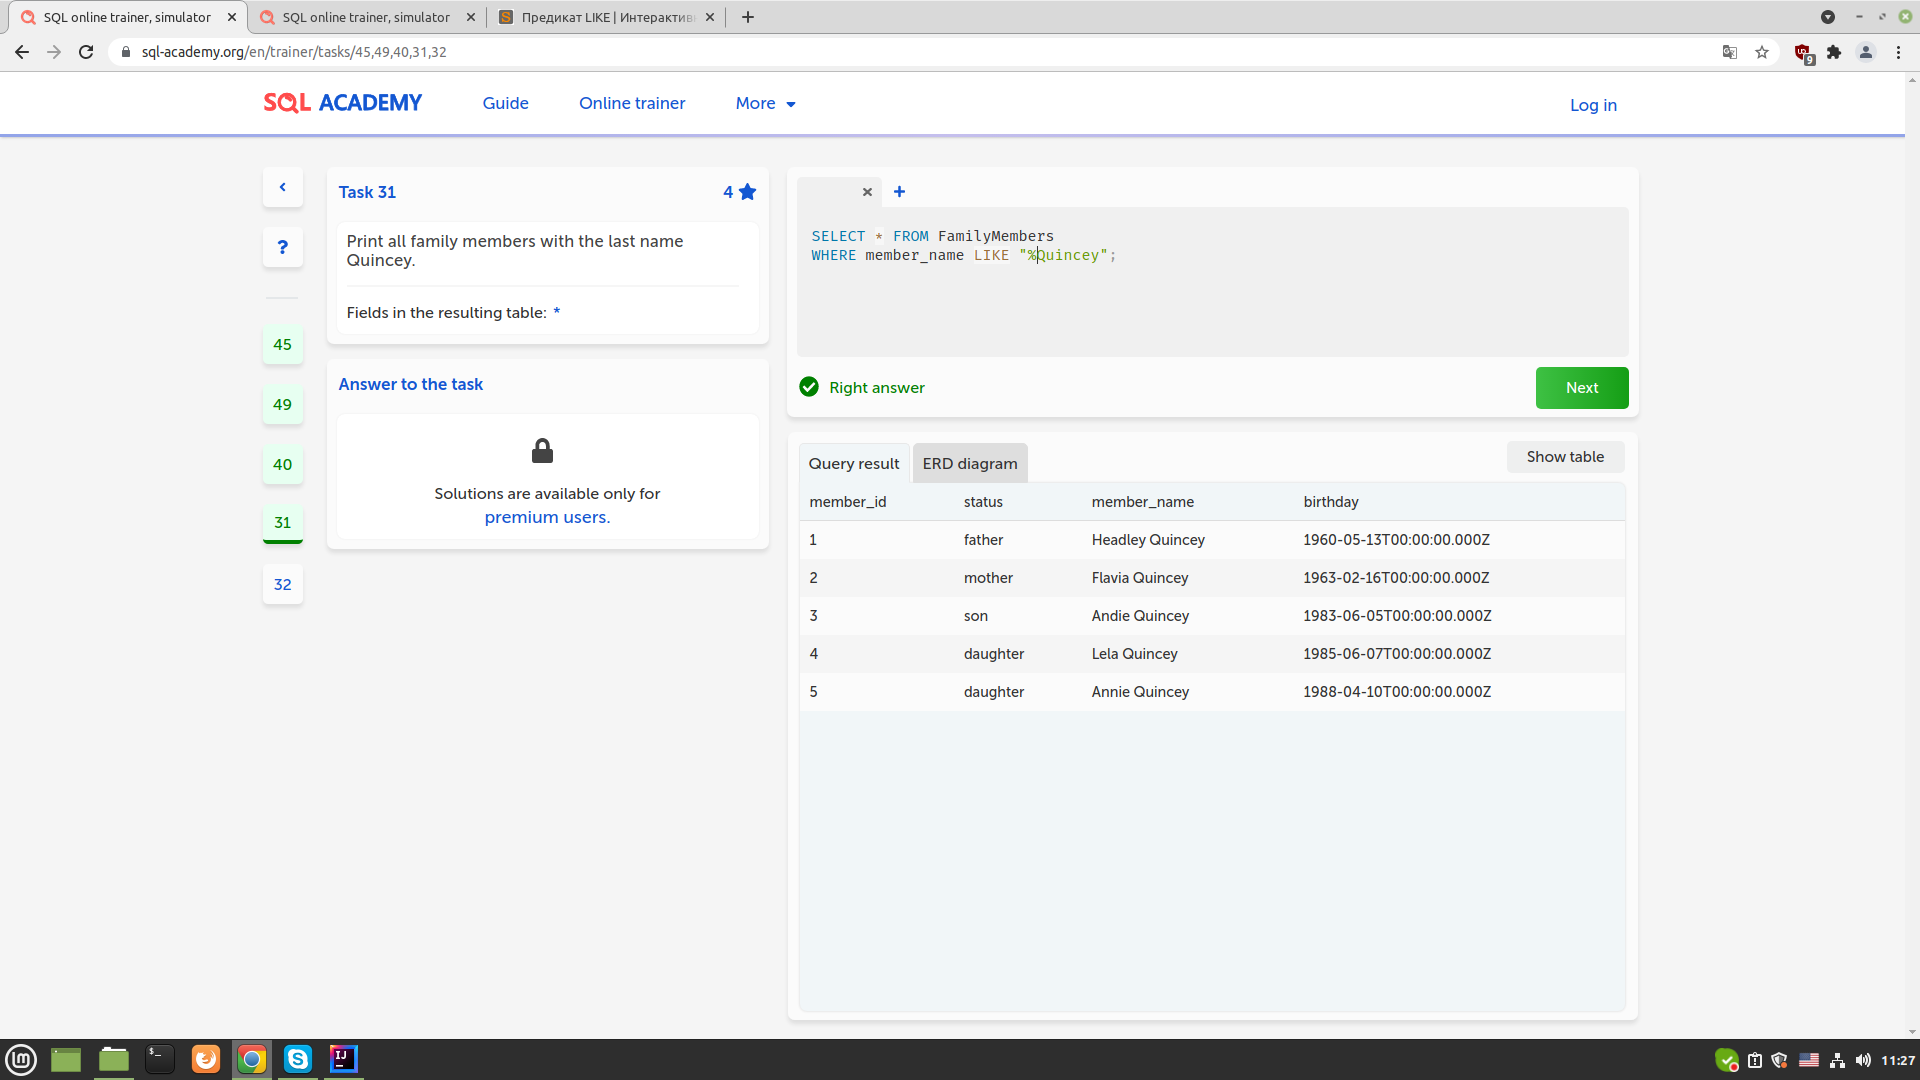 SQL online trainer, simulator
SQL online trainer, simulator
Предикат LIKE | Интерактив
sql-academy.org/en/trainer/tasks/45,49,40,31,32
9
SQL ACADEMY
Guide
Online trainer
More
Log in
?
45
49
40
31
32
Task 31
4
Print all family members with the last name
Quincey.
Fields in the resulting table: *
Answer to the task
Solutions are available only for
premium users.
SELECT * FROM FamilyMembers
WHERE member_name LIKE "%Quincey";
Right answer
Next
Query result
ERD diagram
Show table
member_id status member_name birthday
1 father Headley Quincey 1960-05-13T00:00:00.000Z
2 mother Flavia Quincey 1963-02-16T00:00:00.000Z
3 son Andie Quincey 1983-06-05T00:00:00.000Z
4 daughter Lela Quincey 1985-06-07T00:00:00.000Z
5 daughter Annie Quincey 1988-04-10T00:00:00.000Z
IJ
11:27